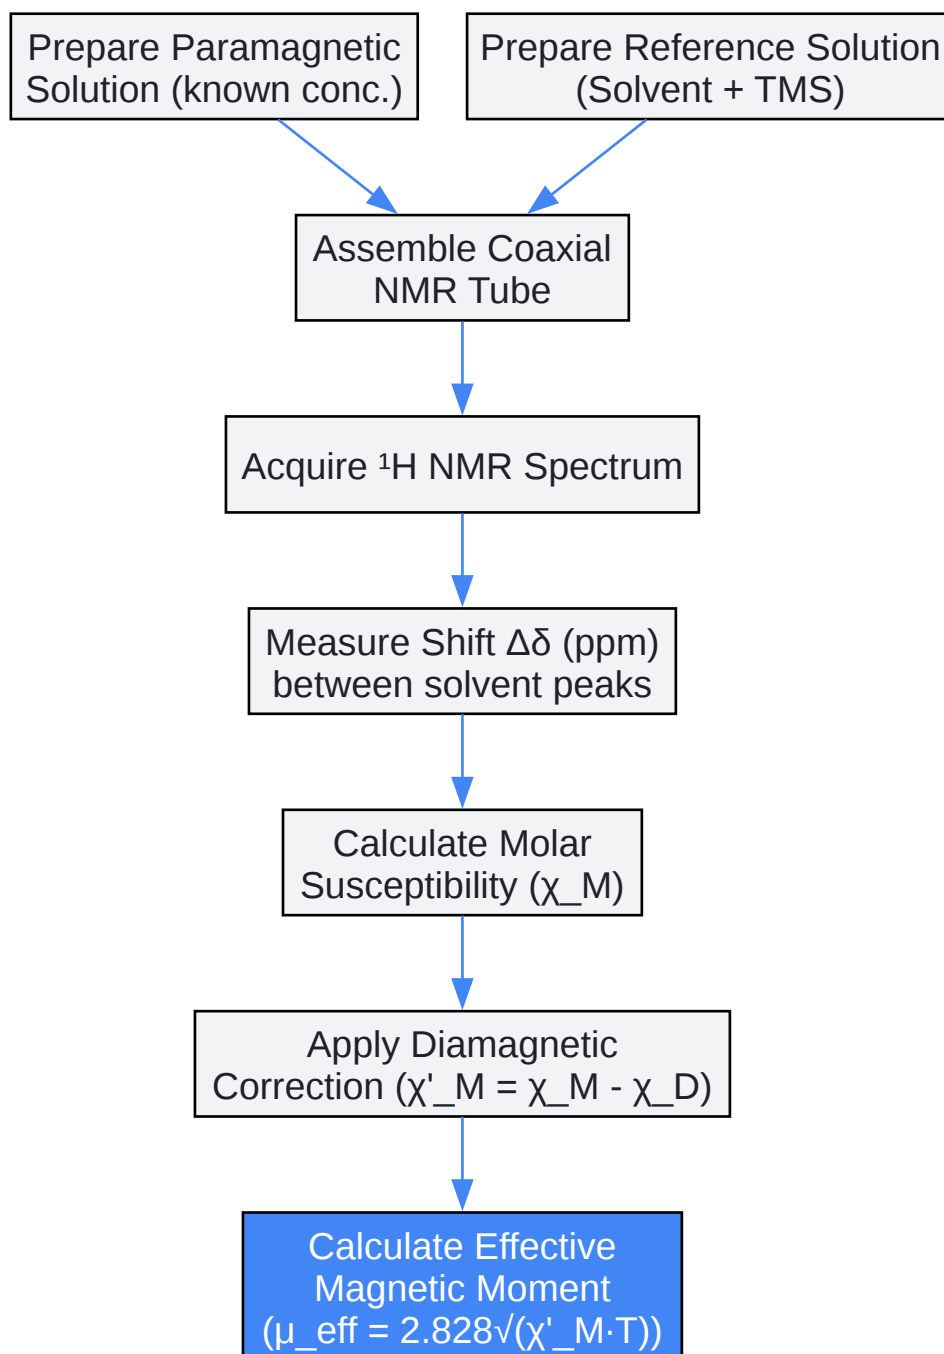 Prepare Paramagnetic
Solution (known conc.)
Prepare Reference Solution
(Solvent + TMS)
Assemble Coaxial
NMR Tube
Acquire ¹H NMR Spectrum
Measure Shift Δδ (ppm)
between solvent peaks
Calculate Molar
Susceptibility (χ_M)
Apply Diamagnetic
Correction (χ'_M = χ_M - χ_D)
Calculate Effective
Magnetic Moment
(μ_eff = 2.828√(χ'_M·T))